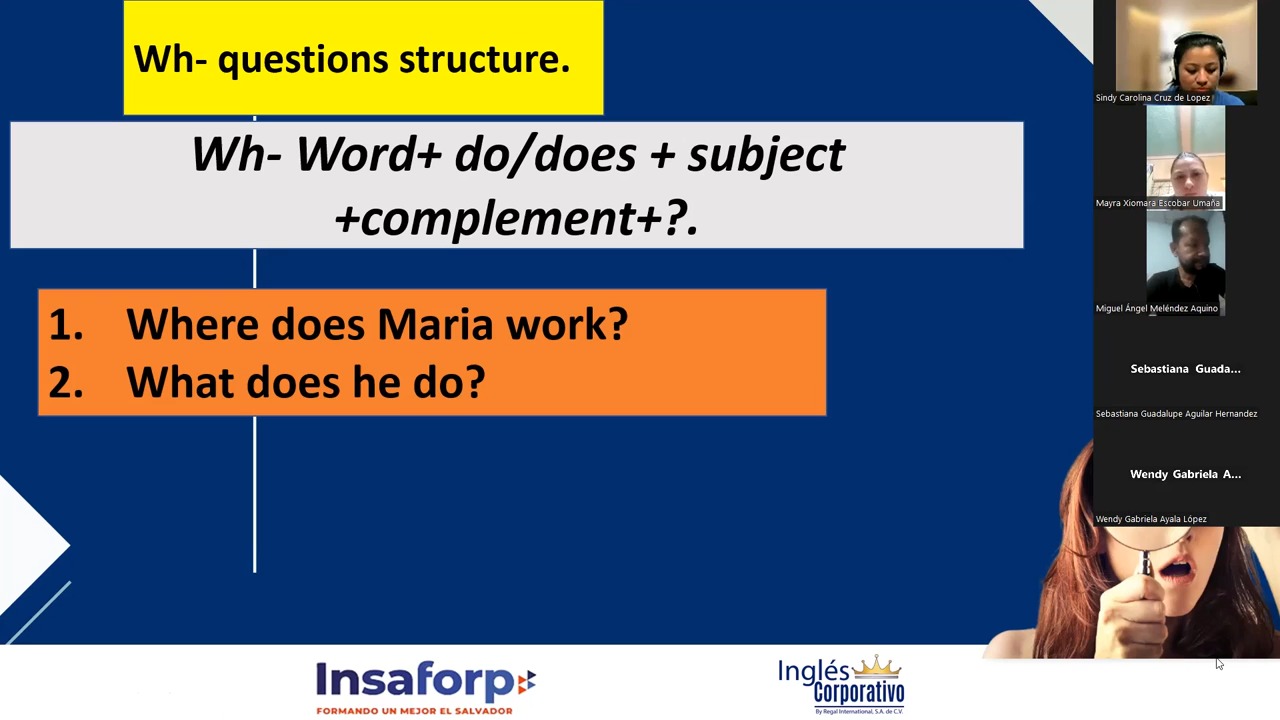 Wh- questions structure.
Wh- Word+ do/does + subject
+complement+?.
1. Where does Maria work?
2. What does he do?
Sindy Carolina Cruz de Lopez
Mayra Xiomara Escobar Umaña
Miguel Ángel Meléndez Aquino
Sebastiana Guada...
Sebastiana Guadalupe Aguilar Hernandez
Wendy Gabriela A...
Wendy Gabriela Ayala López
Insaforp
FORMANDO UN MEJOR EL SALVADOR
Inglés
Corporativo
By Regal International, S.A. de C.V.